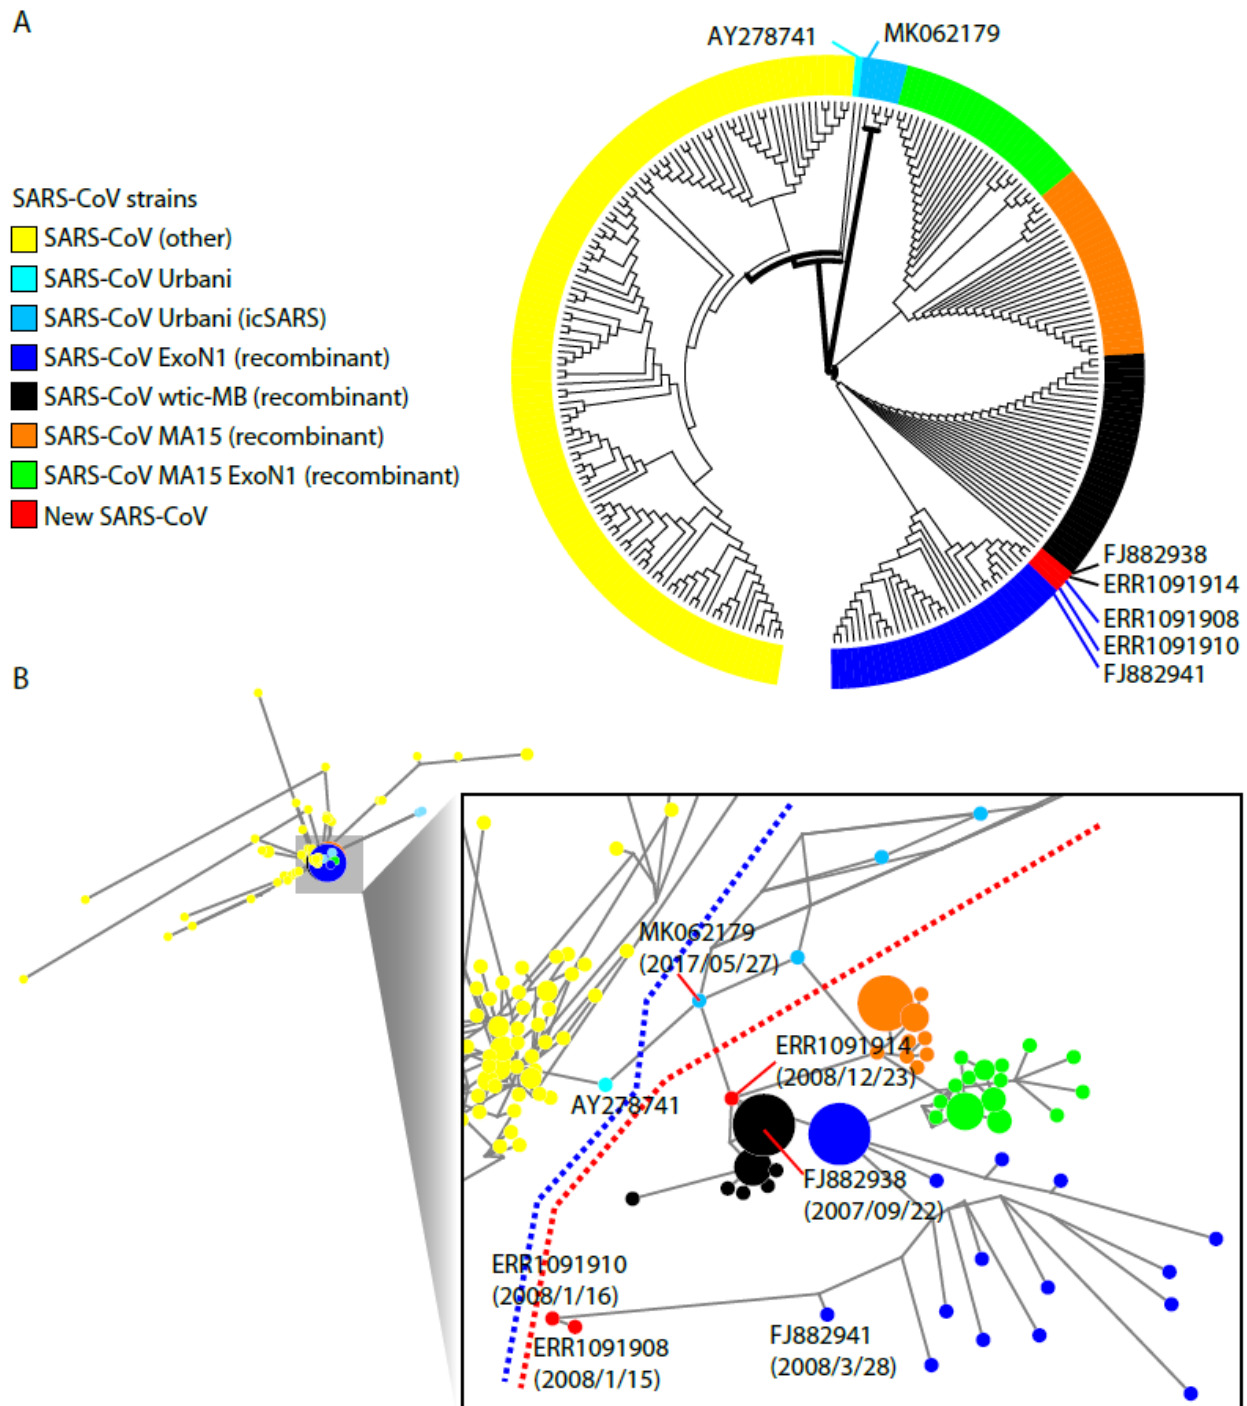 A
AY278741
MK062179
SARS-CoV strains
SARS-CoV (other)
SARS-CoV Urbani
SARS-CoV Urbani (icSARS)
SARS-CoV ExoN1 (recombinant)
SARS-CoV wtic-MB (recombinant)
SARS-CoV MA15 (recombinant)
SARS-CoV MA15 ExoN1 (recombinant)
New SARS-CoV
FJ882938
ERR1091914
ERR1091908
ERR1091910
FJ882941
B
MK062179
(2017/05/27)
ERR1091914
(2008/12/23)
AY278741
FJ882938
(2007/09/22)
ERR1091910
(2008/1/16)
ERR1091908
(2008/1/15)
FJ882941
(2008/3/28)